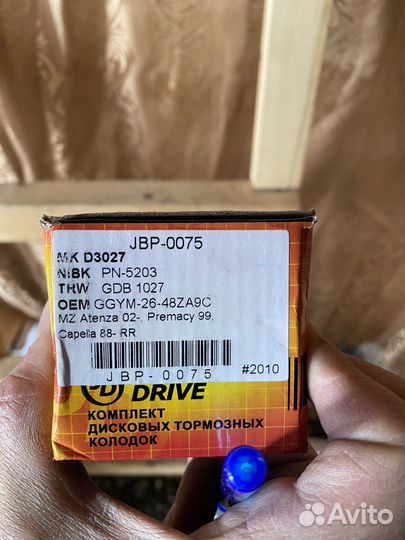 JBP-0075
MK D3027
NiBK PN-5203
TRW GDB 1027
OEM GGYM-26-48ZA9C
MZ Atenza 02-, Premacy 99,
Capella 88- RR
JBP-0075
#2010
DRIVE
КОМПЛЕКТ
ДИСКОВЫХ ТОРМОЗНЫХ
КОЛОДОК
Avito